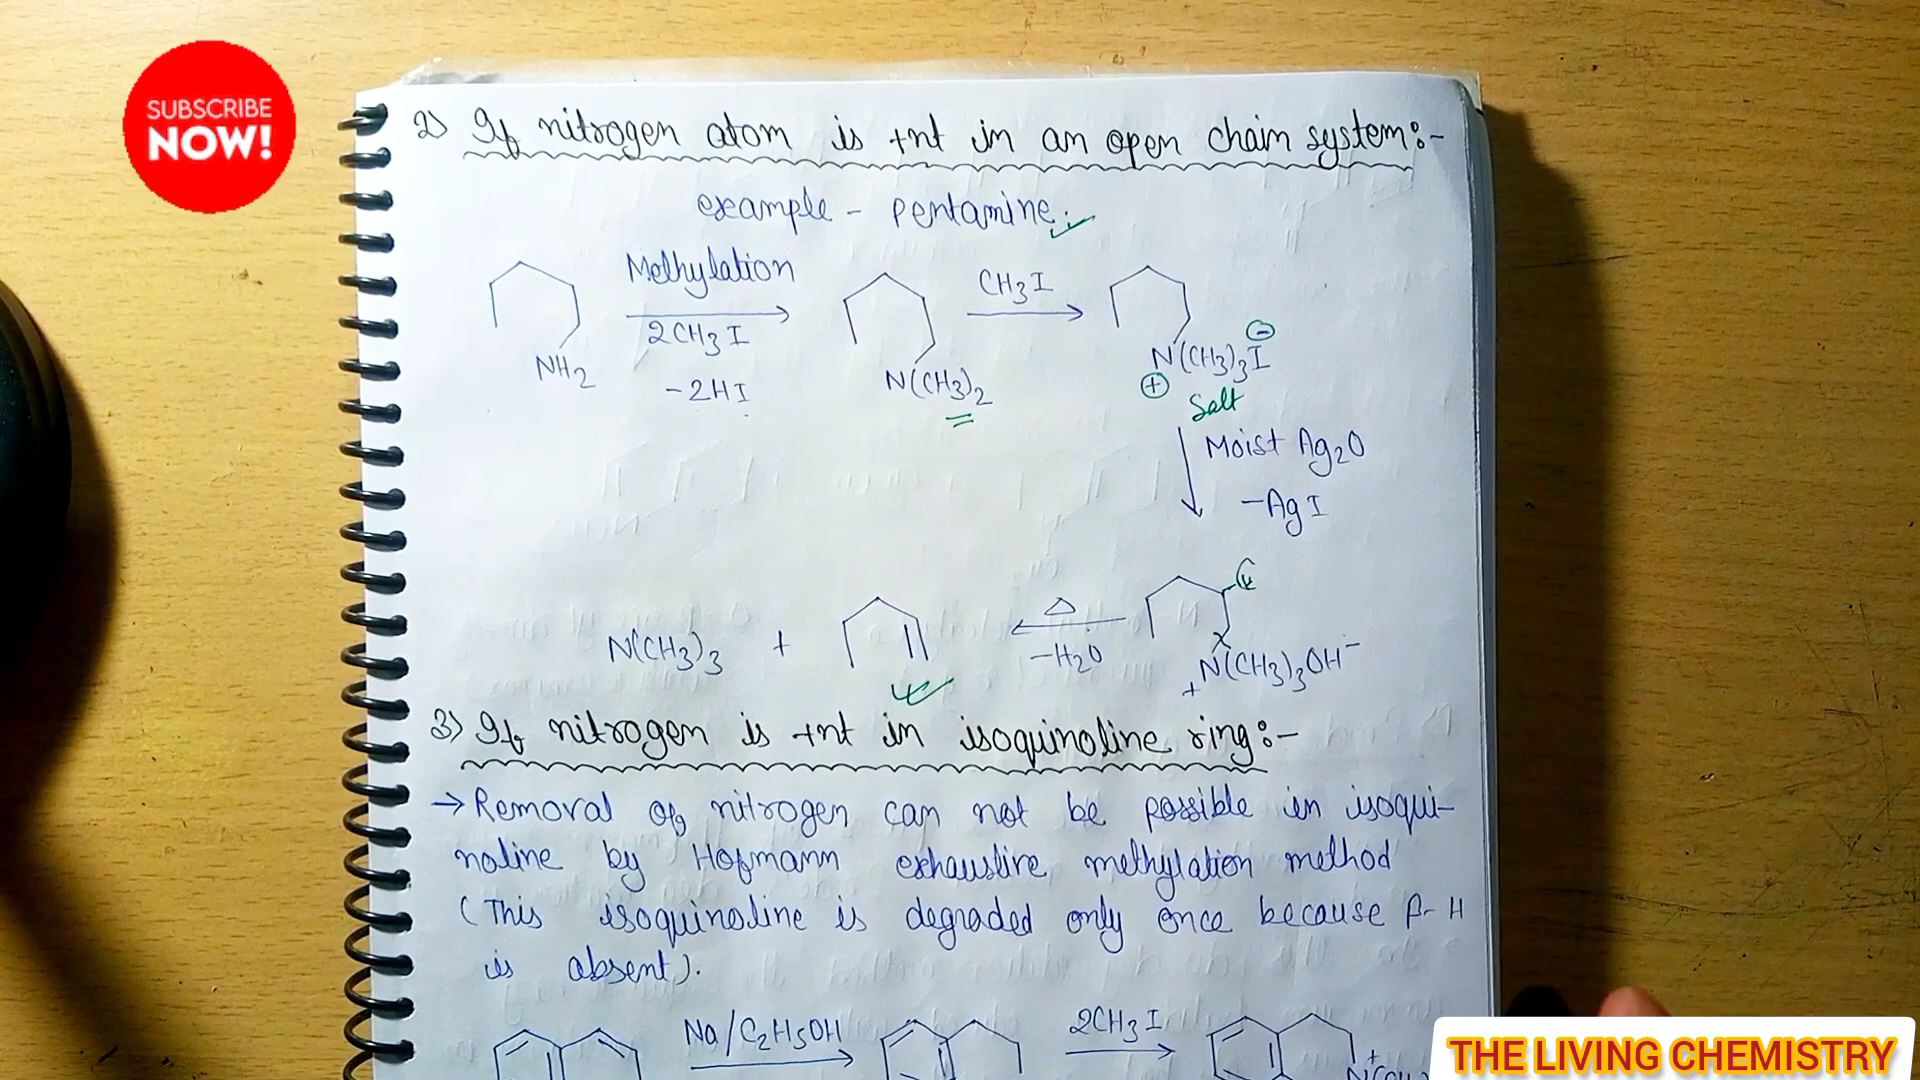 SUBSCRIBE
NOW!
2) If nitrogen atom is +nt in an open chain system:-
example - pentamine.
Methylation
2CH3I
-2HI
NH2
N(CH3)2
CH3I
N(CH3)3I
⊕
⊖
Salt
Moist Ag2O
-AgI
N(CH3)3 +
△
-H2O
+N(CH3)3OH-
3) If nitrogen is +nt in isoquinoline ring:-
→ Removal of nitrogen can not be possible in isoqui-
noline by Hofmann exhaustive methylation method
(This isoquinoline is degraded only once because β-H
is absent).
Na/C2H5OH
2CH3I
THE LIVING CHEMISTRY